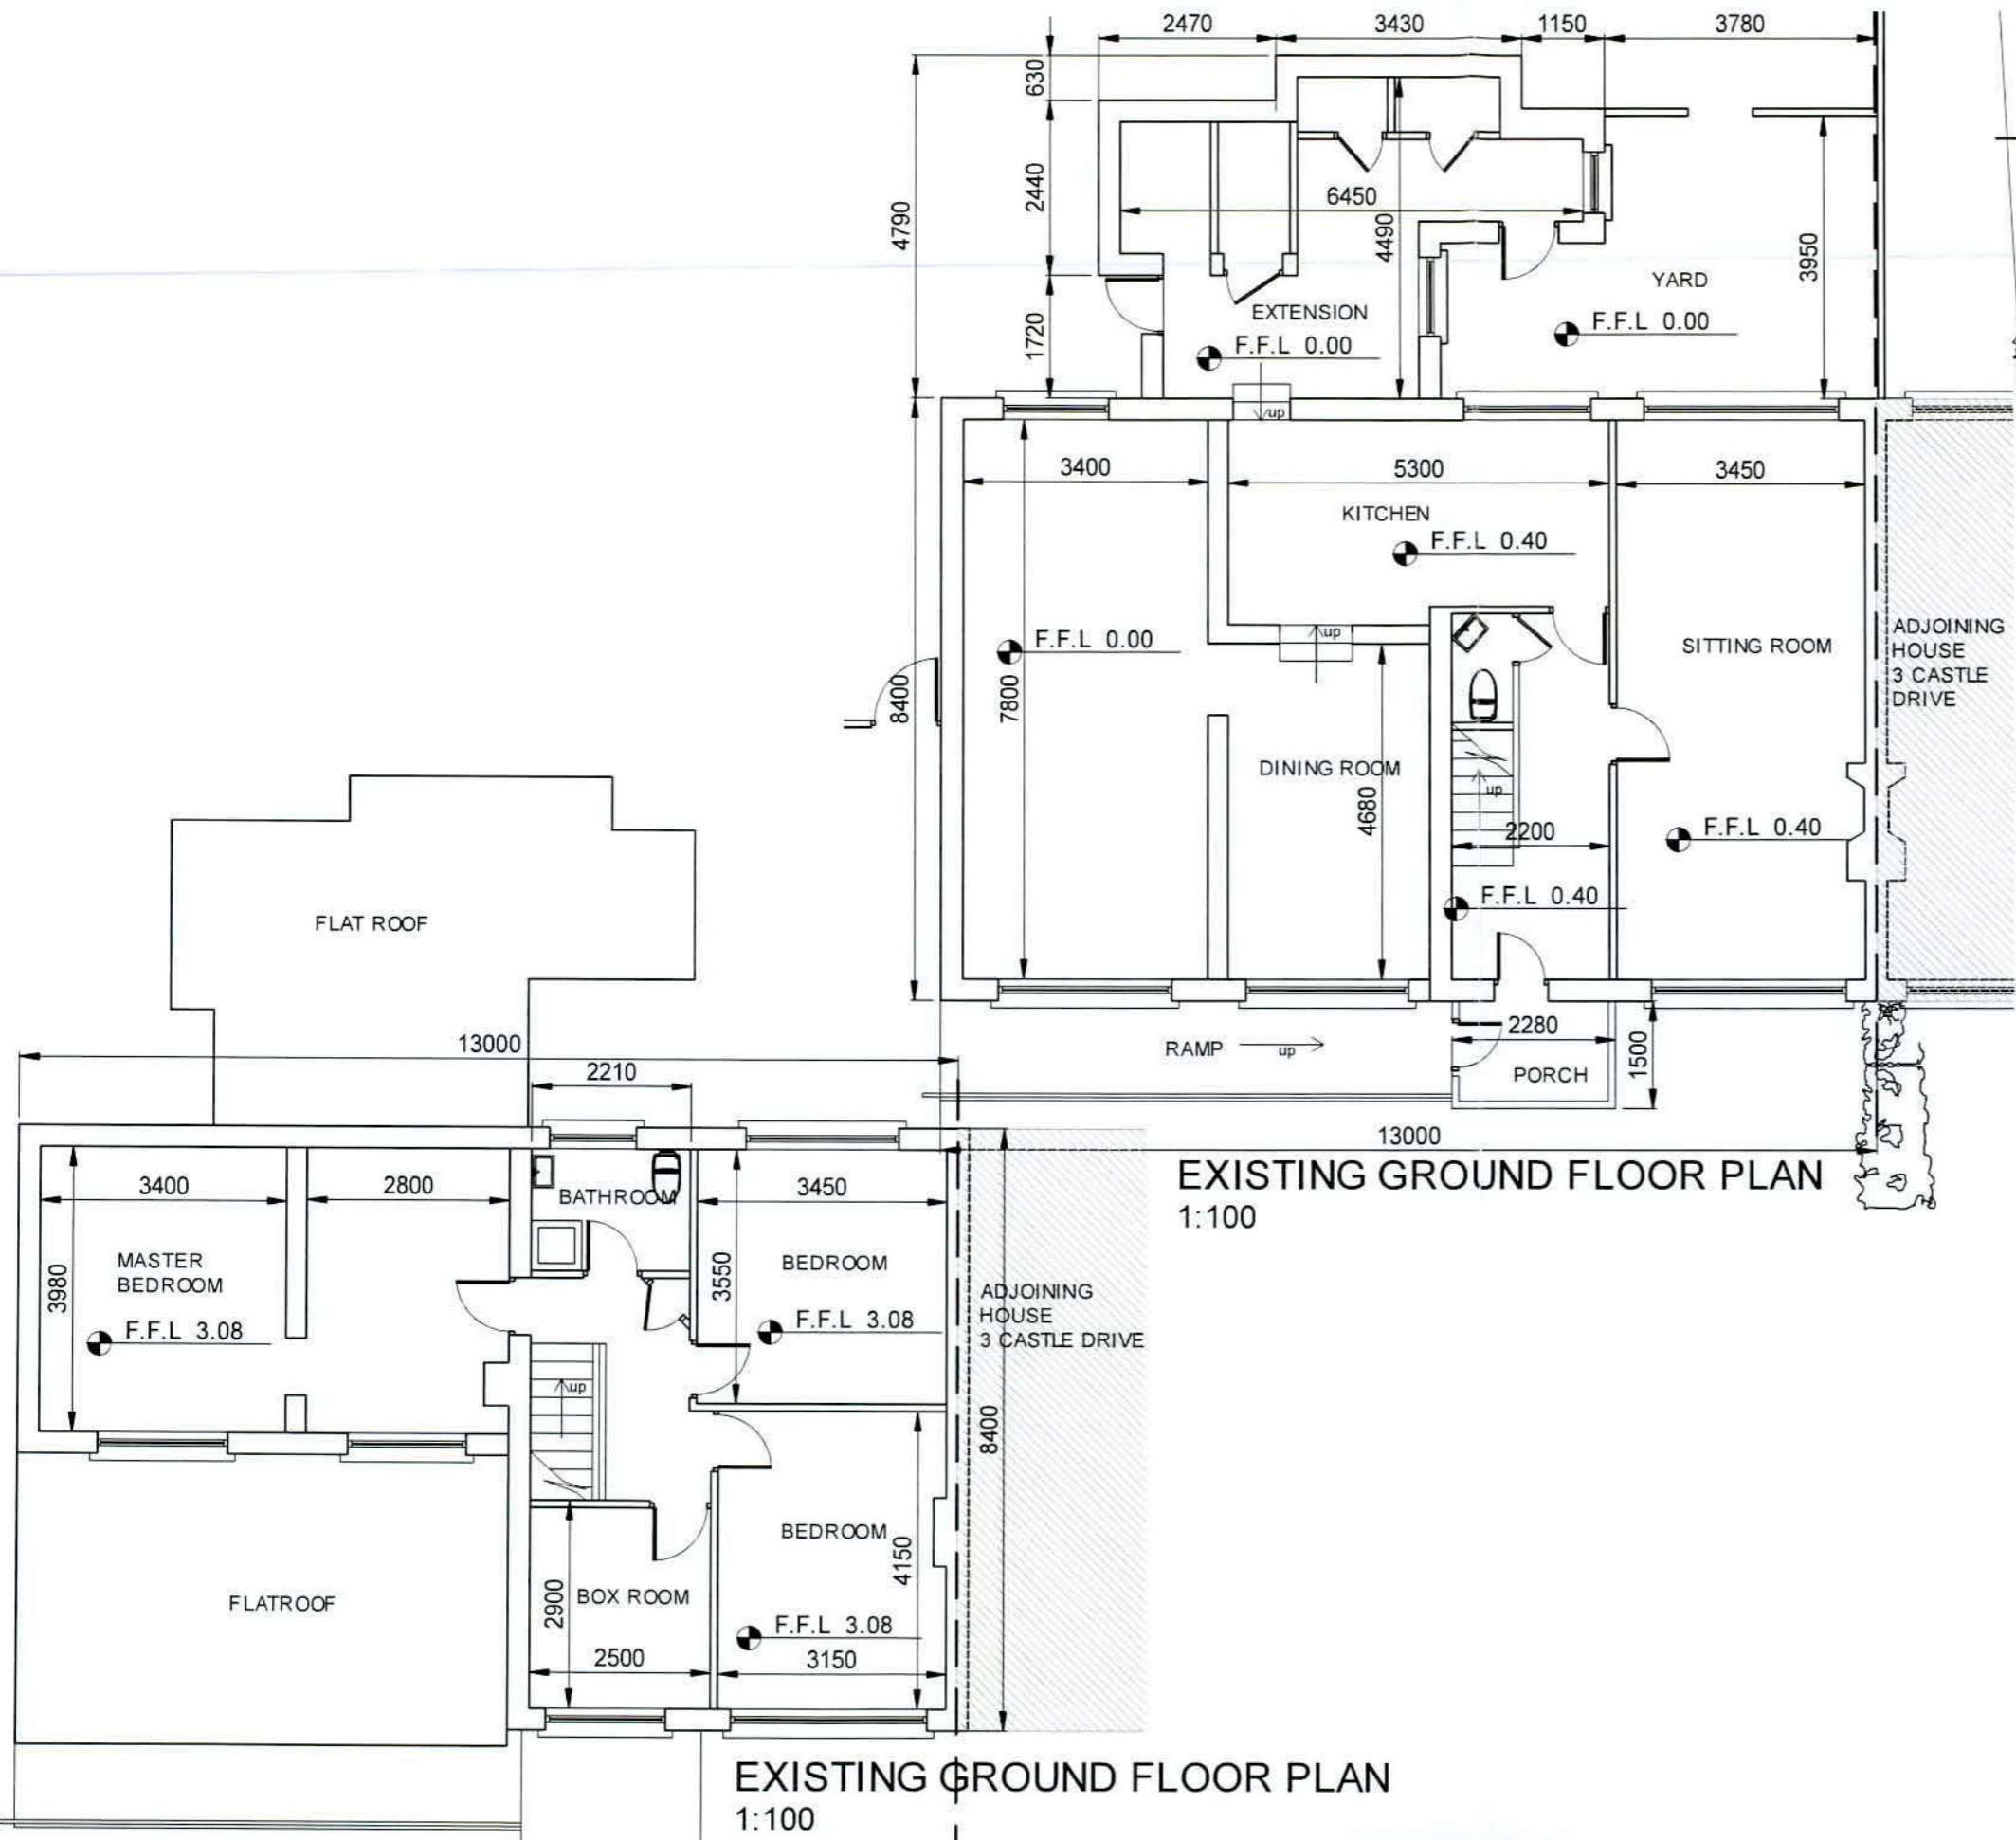 2470
3430
1150
3780
630
2440
4790
1720
6450
4490
3950
YARD
F.F.L 0.00
EXTENSION
F.F.L 0.00
up
3400
5300
3450
KITCHEN
F.F.L 0.40
up
F.F.L 0.00
SITTING ROOM
ADJOINING
HOUSE
3 CASTLE
DRIVE
8400
7800
DINING ROOM
4680
up
2200
F.F.L 0.40
F.F.L 0.40
FLAT ROOF
RAMP
up
2280
PORCH
1500
13000
EXISTING GROUND FLOOR PLAN
1:100
13000
2210
3400
2800
BATHROOM
3450
MASTER
BEDROOM
3980
F.F.L 3.08
3550
BEDROOM
F.F.L 3.08
ADJOINING
HOUSE
3 CASTLE DRIVE
up
8400
FLATROOF
2900
BOX ROOM
2500
BEDROOM
4150
F.F.L 3.08
3150
EXISTING GROUND FLOOR PLAN
1:100